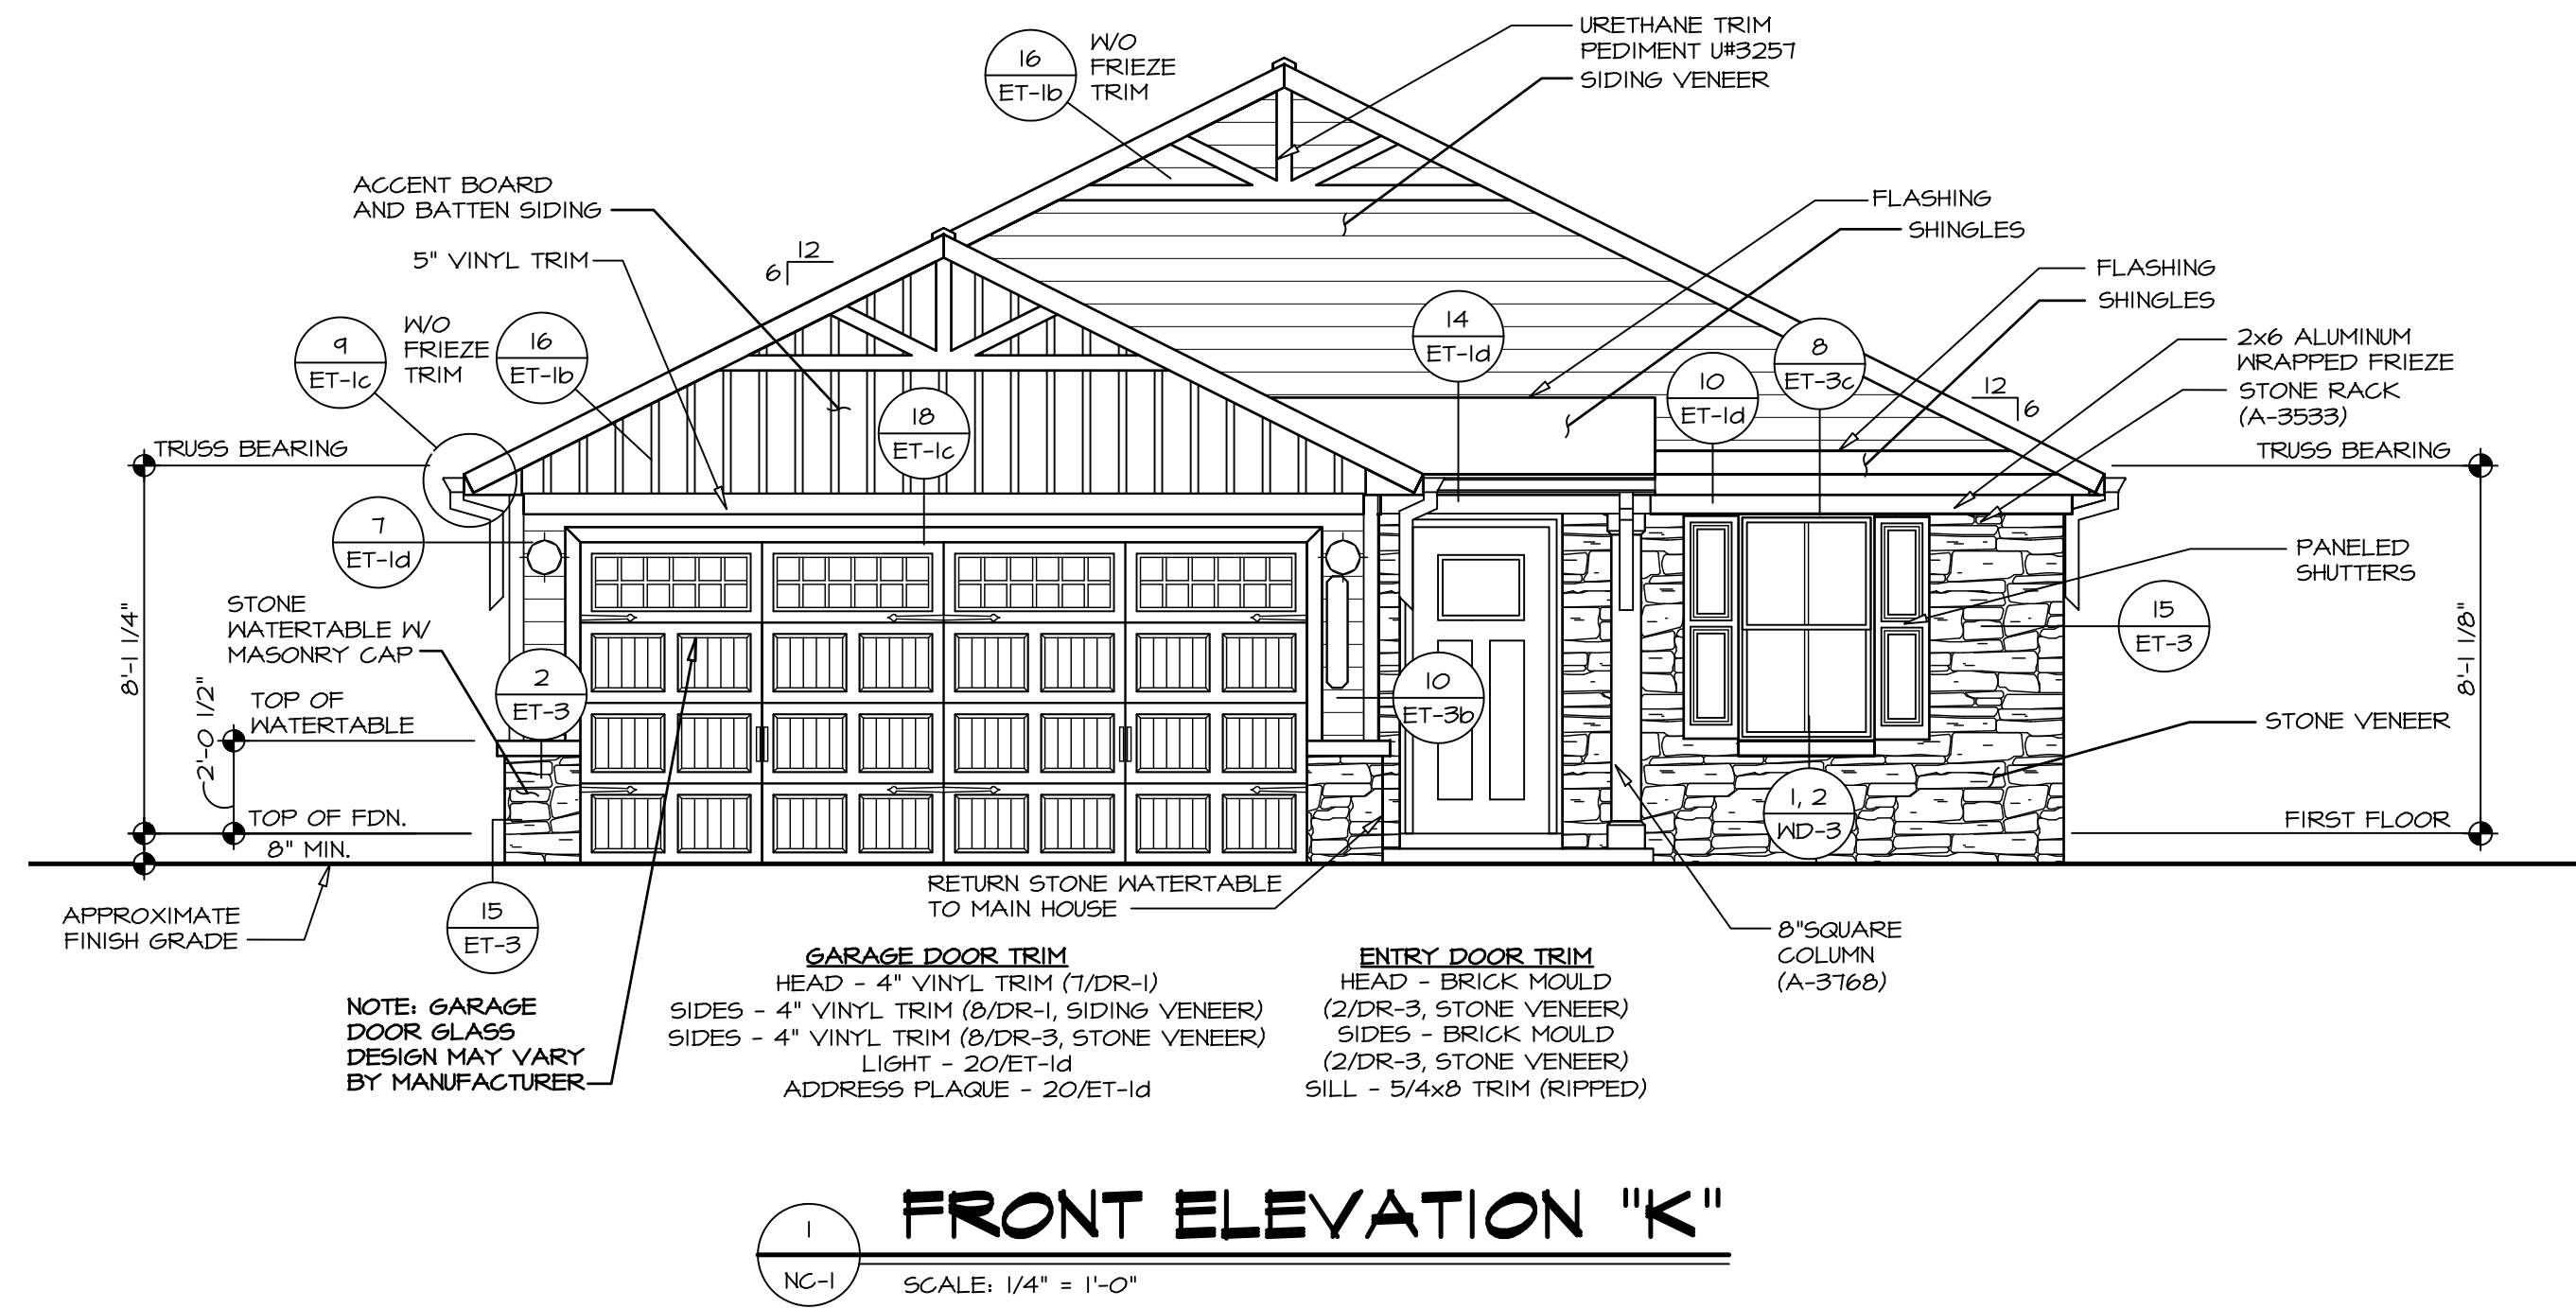 URETHANE TRIM
PEDIMENT U#3257
SIDING VENEER
16
ET-1b
W/O
FRIEZE
TRIM
ACCENT BOARD
AND BATTEN SIDING
5" VINYL TRIM
12
6
FLASHING
SHINGLES
FLASHING
SHINGLES
9
ET-1c
W/O
FRIEZE
TRIM
16
ET-1b
18
ET-1c
14
ET-1d
10
ET-1d
8
ET-3c
12
6
2x6 ALUMINUM
WRAPPED FRIEZE
STONE RACK
(A-3533)
TRUSS BEARING
TRUSS BEARING
7
ET-1d
PANELED
SHUTTERS
15
ET-3
STONE
WATERTABLE W/
MASONRY CAP
8'-1 1/4"
2'-0 1/2"
TOP OF
WATERTABLE
2
ET-3
10
ET-3b
8'-1 1/8"
STONE VENEER
1, 2
WD-3
TOP OF FDN.
8" MIN.
FIRST FLOOR
APPROXIMATE
FINISH GRADE
15
ET-3
RETURN STONE WATERTABLE
TO MAIN HOUSE
8"SQUARE
COLUMN
(A-3768)
NOTE: GARAGE
DOOR GLASS
DESIGN MAY VARY
BY MANUFACTURER
GARAGE DOOR TRIM
HEAD - 4" VINYL TRIM (7/DR-1)
SIDES - 4" VINYL TRIM (8/DR-1, SIDING VENEER)
SIDES - 4" VINYL TRIM (8/DR-3, STONE VENEER)
LIGHT - 20/ET-1d
ADDRESS PLAQUE - 20/ET-1d
ENTRY DOOR TRIM
HEAD - BRICK MOULD
(2/DR-3, STONE VENEER)
SIDES - BRICK MOULD
(2/DR-3, STONE VENEER)
SILL - 5/4x8 TRIM (RIPPED)
1
NC-1
FRONT ELEVATION "K"
SCALE: 1/4" = 1'-0"